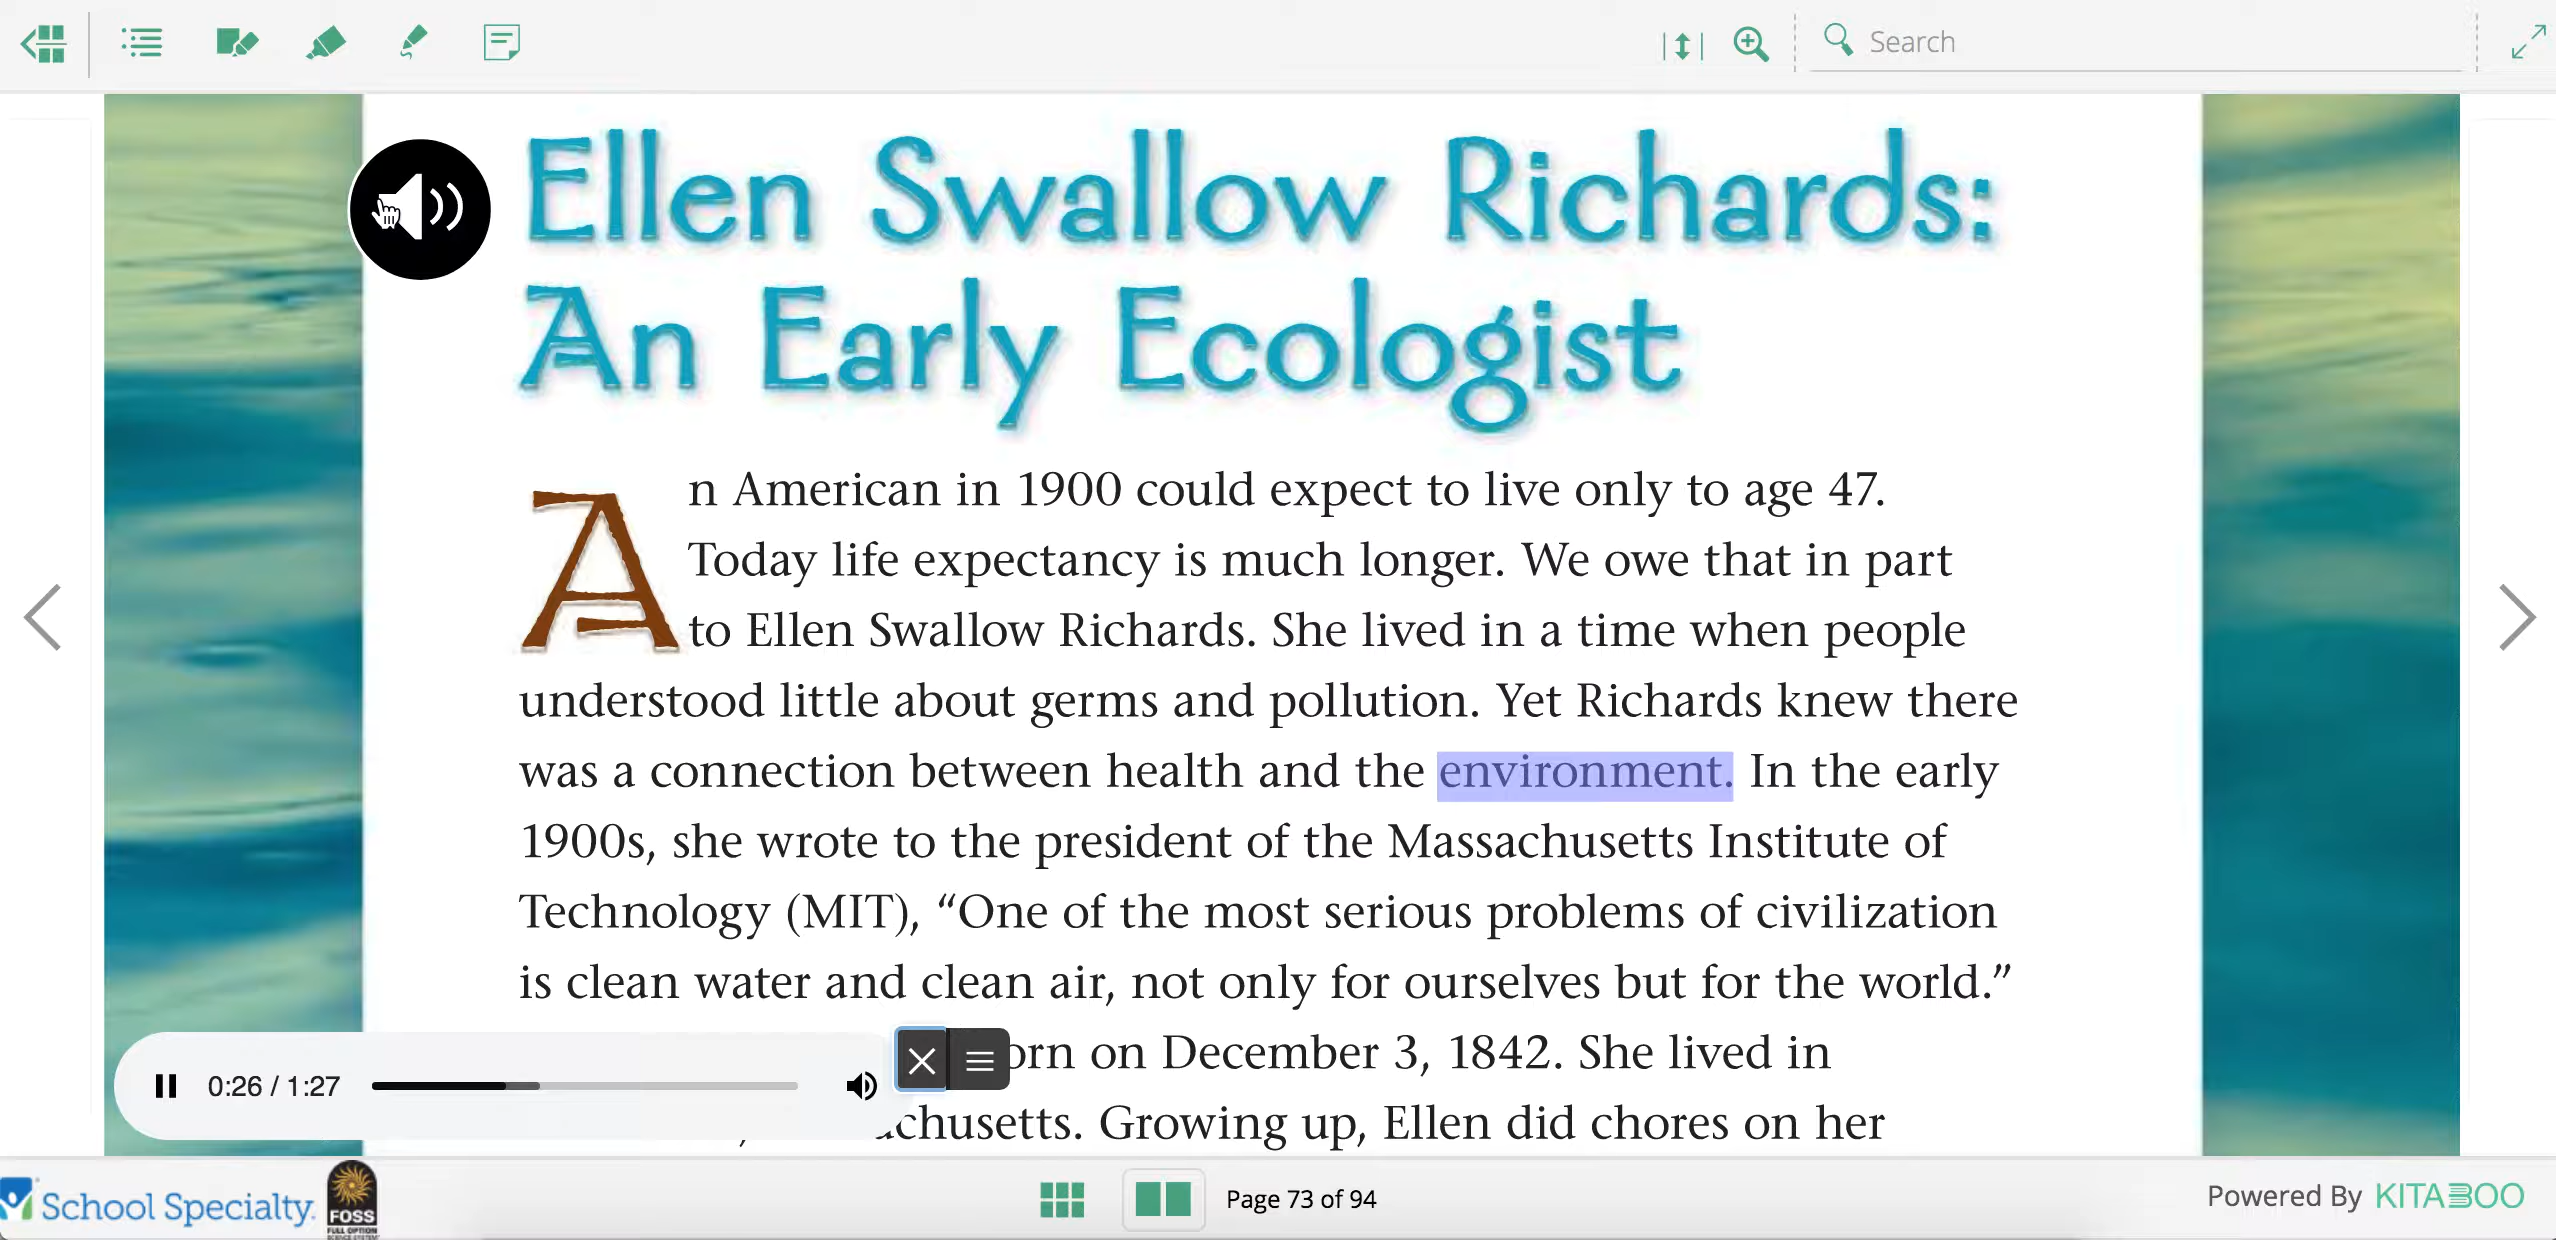 Search
Ellen Swallow Richards:
An Early Ecologist
An American in 1900 could expect to live only to age 47.
Today life expectancy is much longer. We owe that in part
to Ellen Swallow Richards. She lived in a time when people
understood little about germs and pollution. Yet Richards knew there
was a connection between health and the environment. In the early
1900s, she wrote to the president of the Massachusetts Institute of
Technology (MIT), “One of the most serious problems of civilization
is clean water and clean air, not only for ourselves but for the world.”
orn on December 3, 1842. She lived in
chusetts. Growing up, Ellen did chores on her
0:26 / 1:27
School Specialty.
FOSS
FULL OPTION
SCIENCE SYSTEM
Page 73 of 94
Powered By KITABOO